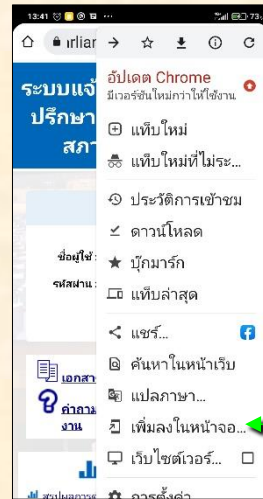 13:41
73
rliar
ระบบแจ้
ปรึกษา
สภา
ชื่อผู้ใช้ :
รหัสผ่าน :
เอกสา
คำถาม
งาน
อัปเดต Chrome
มีเวอร์ชันใหม่กว่าให้ใช้งาน
แท็บใหม่
แท็บใหม่ที่ไม่ระ...
ประวัติการเข้าชม
ดาวน์โหลด
บุ๊กมาร์ก
แท็บล่าสุด
แชร์...
ค้นหาในหน้าเว็บ
แปลภาษา...
เพิ่มลงในหน้าจอ...
เว็บไซต์เวอร์...
การตั้งค่า